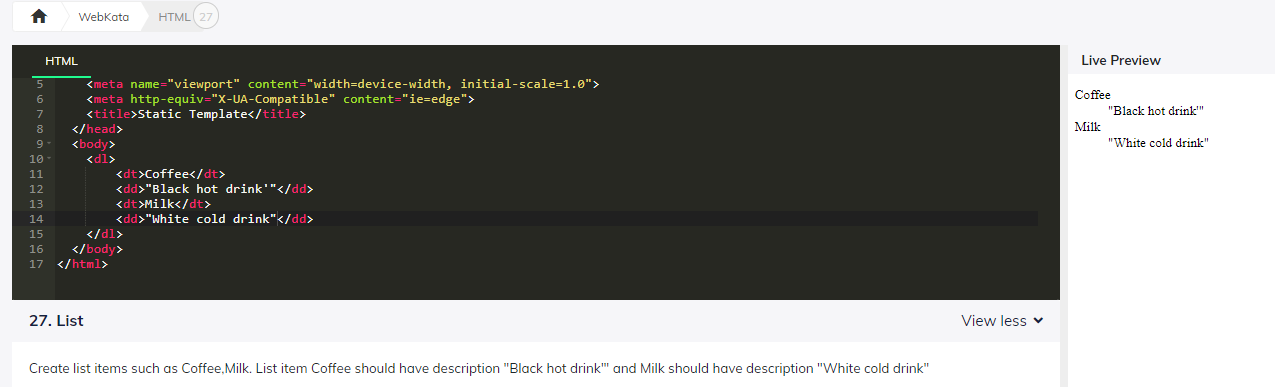 WebKata HTML 27
HTML
Live Preview
5 <meta name="viewport" content="width=device-width, initial-scale=1.0">
6 <meta http-equiv="X-UA-Compatible" content="ie=edge">
7 <title>Static Template</title>
8 </head>
9 <body>
10 <dl>
11 <dt>Coffee</dt>
12 <dd>"Black hot drink'"</dd>
13 <dt>Milk</dt>
14 <dd>"White cold drink"</dd>
15 </dl>
16 </body>
17 </html>
Coffee
"Black hot drink'"
Milk
"White cold drink"
27. List
View less
Create list items such as Coffee,Milk. List item Coffee should have description "Black hot drink'" and Milk should have description "White cold drink"